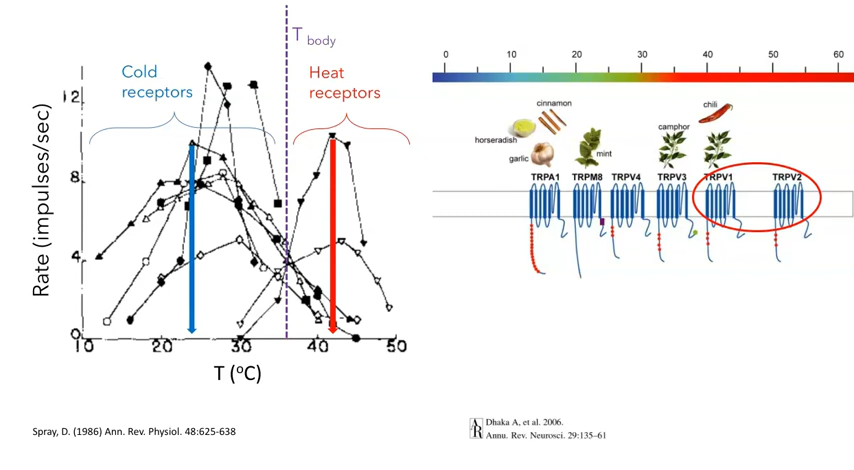 T body
Cold
receptors
Heat
receptors
Rate (impulses/sec)
12
8
4
0
10
20
30
40
50
T (°C)
Spray, D. (1986) Ann. Rev. Physiol. 48:625-638
0
10
20
30
40
50
60
cinnamon
chili
horseradish
camphor
garlic
mint
TRPA1
TRPM8
TRPV4
TRPV3
TRPV1
TRPV2
AR
Dhaka A, et al. 2006.
Annu. Rev. Neurosci. 29:135–61